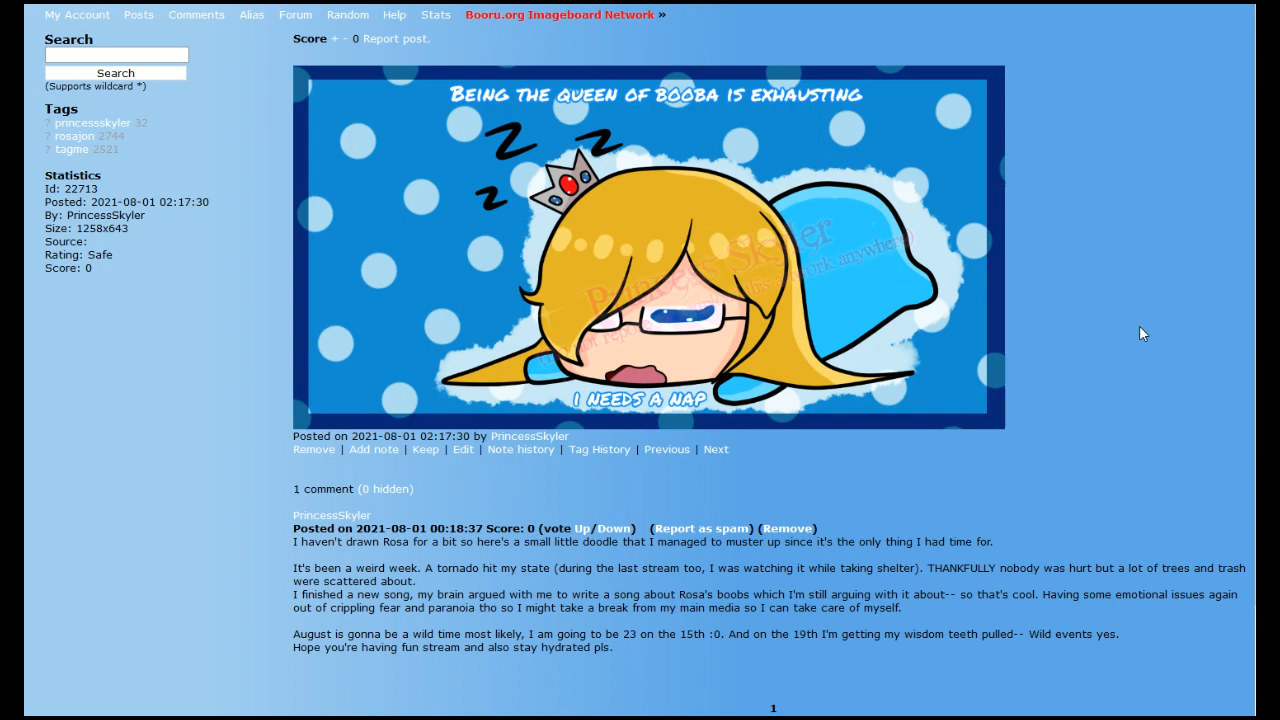 My Account Posts Comments Alias Forum Random Help Stats Booru.org Imageboard Network »
Search
Search
(Supports wildcard *)
Tags
? princessskyler 32
? rosajon 2744
? tagme 2521
Statistics
Id: 22713
Posted: 2021-08-01 02:17:30
By: PrincessSkyler
Size: 1258x643
Source:
Rating: Safe
Score: 0
Score + - 0 Report post.
BEING THE QUEEN OF BOOBA IS EXHAUSTING
Z Z
Z
Princess Skyler
I NEEDS A NAP
Posted on 2021-08-01 02:17:30 by PrincessSkyler
Remove | Add note | Keep | Edit | Note history | Tag History | Previous | Next
1 comment (0 hidden)
PrincessSkyler
Posted on 2021-08-01 00:18:37 Score: 0 (vote Up/Down) (Report as spam) (Remove)
I haven't drawn Rosa for a bit so here's a small little doodle that I managed to muster up since it's the only thing I had time for.
It's been a weird week. A tornado hit my state (during the last stream too, I was watching it while taking shelter). THANKFULLY nobody was hurt but a lot of trees and trash
were scattered about.
I finished a new song, my brain argued with me to write a song about Rosa's boobs which I'm still arguing with it about-- so that's cool. Having some emotional issues again
out of crippling fear and paranoia tho so I might take a break from my main media so I can take care of myself.
August is gonna be a wild time most likely, I am going to be 23 on the 15th :0. And on the 19th I'm getting my wisdom teeth pulled-- Wild events yes.
Hope you're having fun stream and also stay hydrated pls.
1